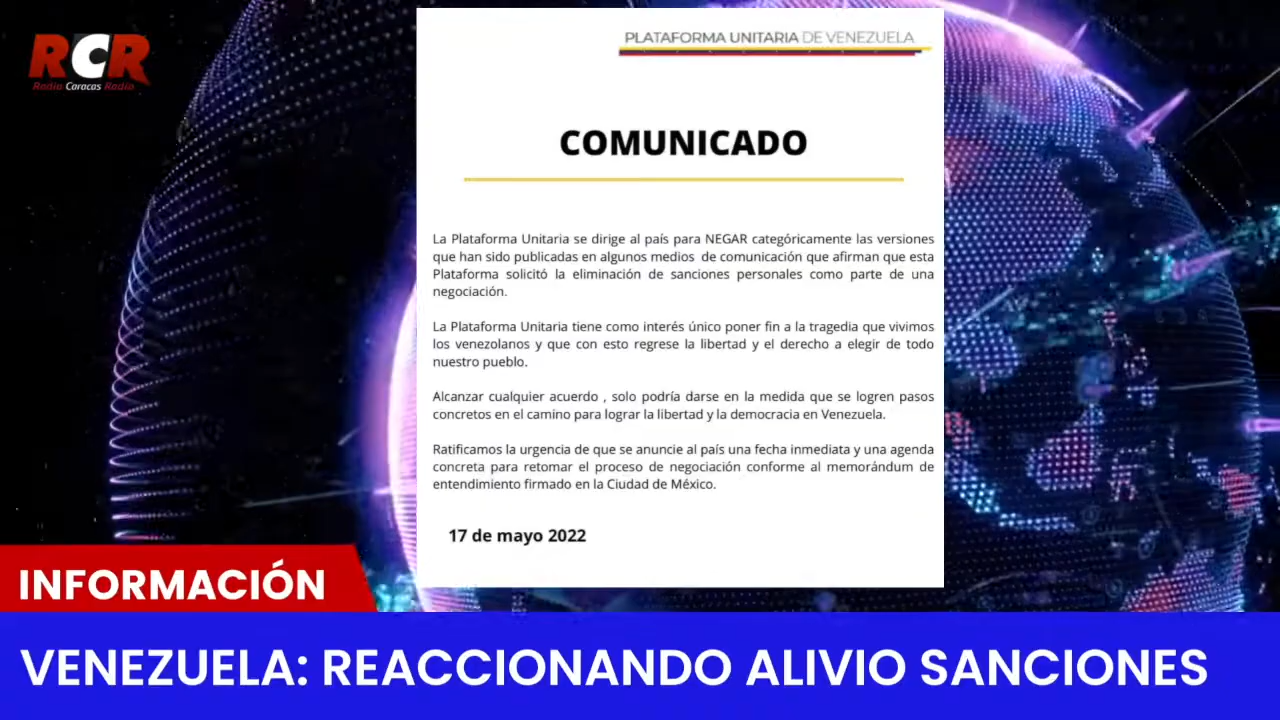 RCR
Radio Caracas Radio
PLATAFORMA UNITARIA DE VENEZUELA
COMUNICADO
La Plataforma Unitaria se dirige al país para NEGAR categóricamente las versiones
que han sido publicadas en algunos medios de comunicación que afirman que esta
Plataforma solicitó la eliminación de sanciones personales como parte de una
negociación.
La Plataforma Unitaria tiene como interés único poner fin a la tragedia que vivimos
los venezolanos y que con esto regrese la libertad y el derecho a elegir de todo
nuestro pueblo.
Alcanzar cualquier acuerdo , solo podría darse en la medida que se logren pasos
concretos en el camino para lograr la libertad y la democracia en Venezuela.
Ratificamos la urgencia de que se anuncie al país una fecha inmediata y una agenda
concreta para retomar el proceso de negociación conforme al memorándum de
entendimiento firmado en la Ciudad de México.
17 de mayo 2022
INFORMACIÓN
VENEZUELA: REACCIONANDO ALIVIO SANCIONES